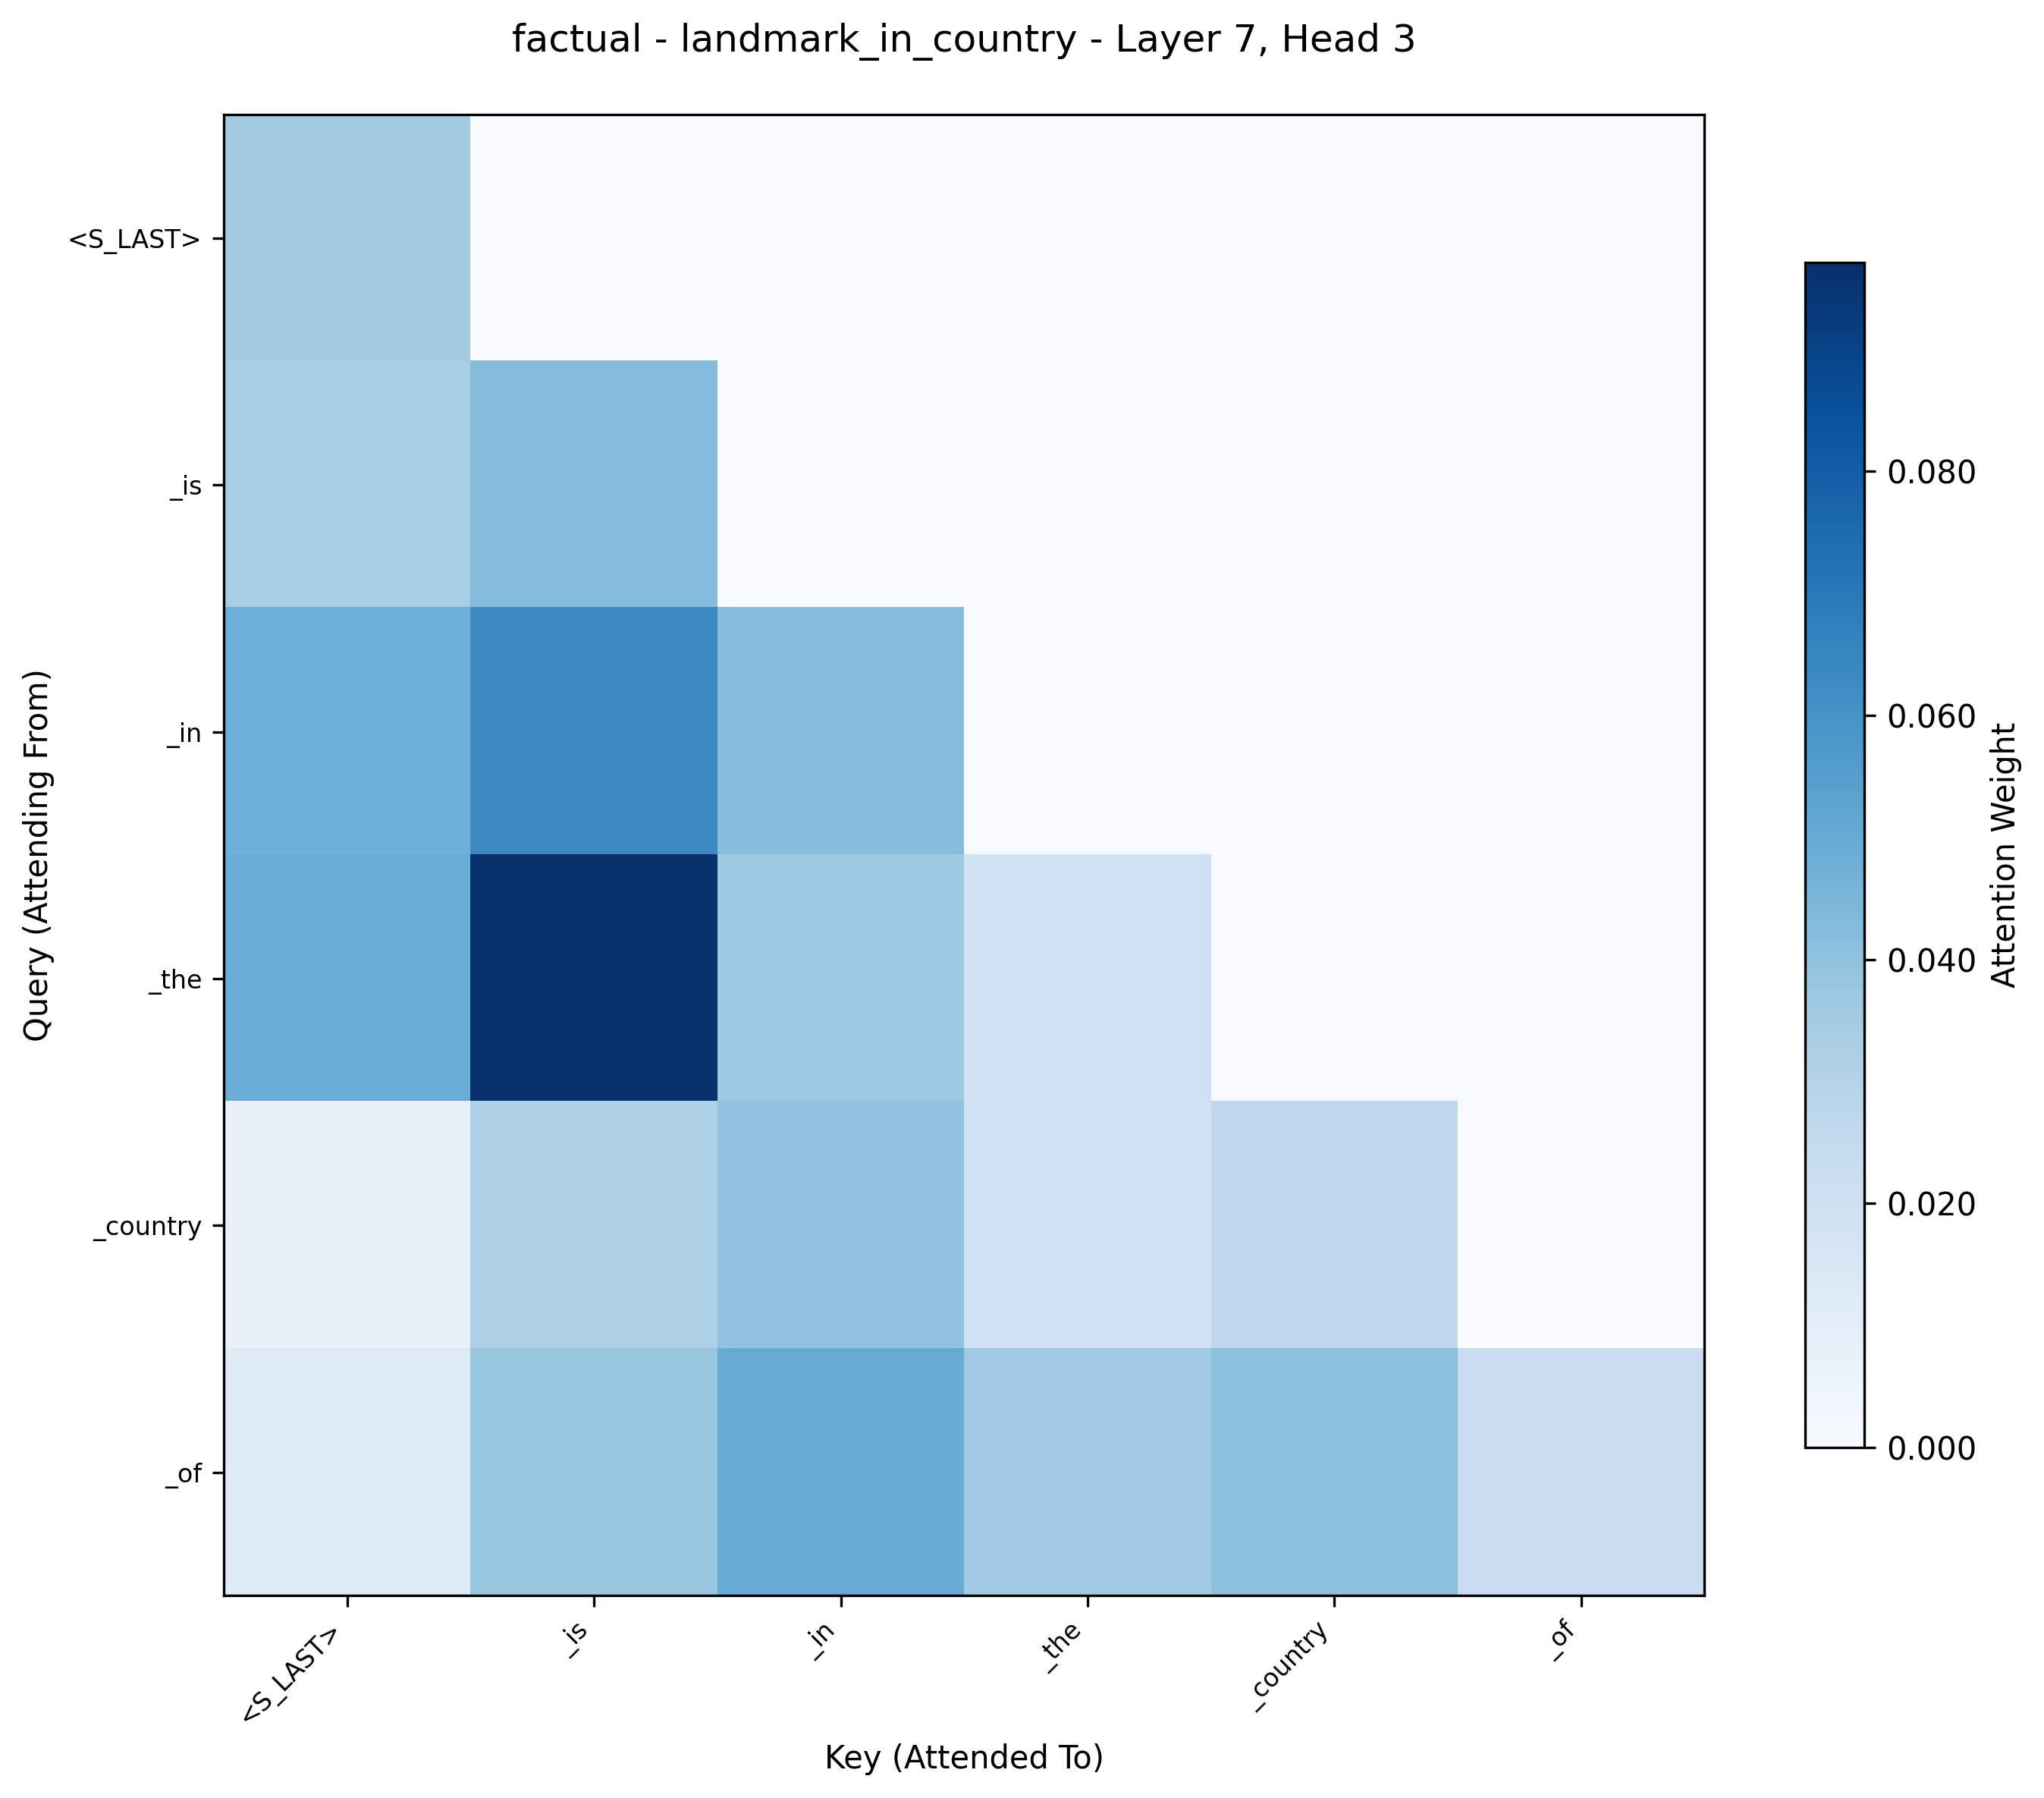 factual - landmark_in_country - Layer 7, Head 3
Query (Attending From)
<S_LAST>
_is
_in
_the
_country
_of
<S_LAST>
_is
_in
_the
_country
_of
Key (Attended To)
0.080
0.060
0.040
0.020
0.000
Attention Weight